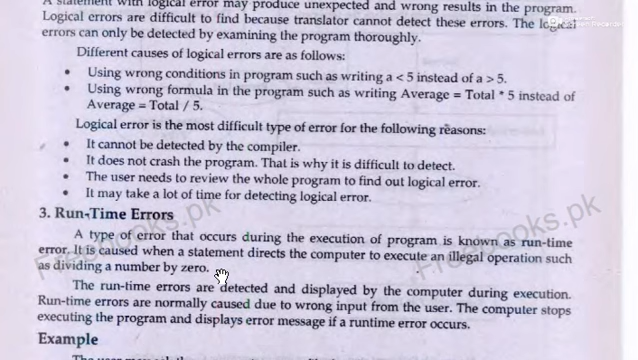 A statement with logical error may produce unexpected and wrong results in the program.
Logical errors are difficult to find because translator cannot detect these errors. The logical
errors can only be detected by examining the program thoroughly.
Different causes of logical errors are as follows:
• Using wrong conditions in program such as writing a < 5 instead of a > 5.
• Using wrong formula in the program such as writing Average = Total * 5 instead of
Average = Total / 5.
Logical error is the most difficult type of error for the following reasons:
• It cannot be detected by the compiler.
• It does not crash the program. That is why it is difficult to detect.
• The user needs to review the whole program to find out logical error.
• It may take a lot of time for detecting logical error.
3. Run-Time Errors
A type of error that occurs during the execution of program is known as run-time
error. It is caused when a statement directs the computer to execute an illegal operation such
as dividing a number by zero.
The run-time errors are detected and displayed by the computer during execution.
Run-time errors are normally caused due to wrong input from the user. The computer stops
executing the program and displays error message if a runtime error occurs.
Example
Freebooks.pk
Freebooks.pk